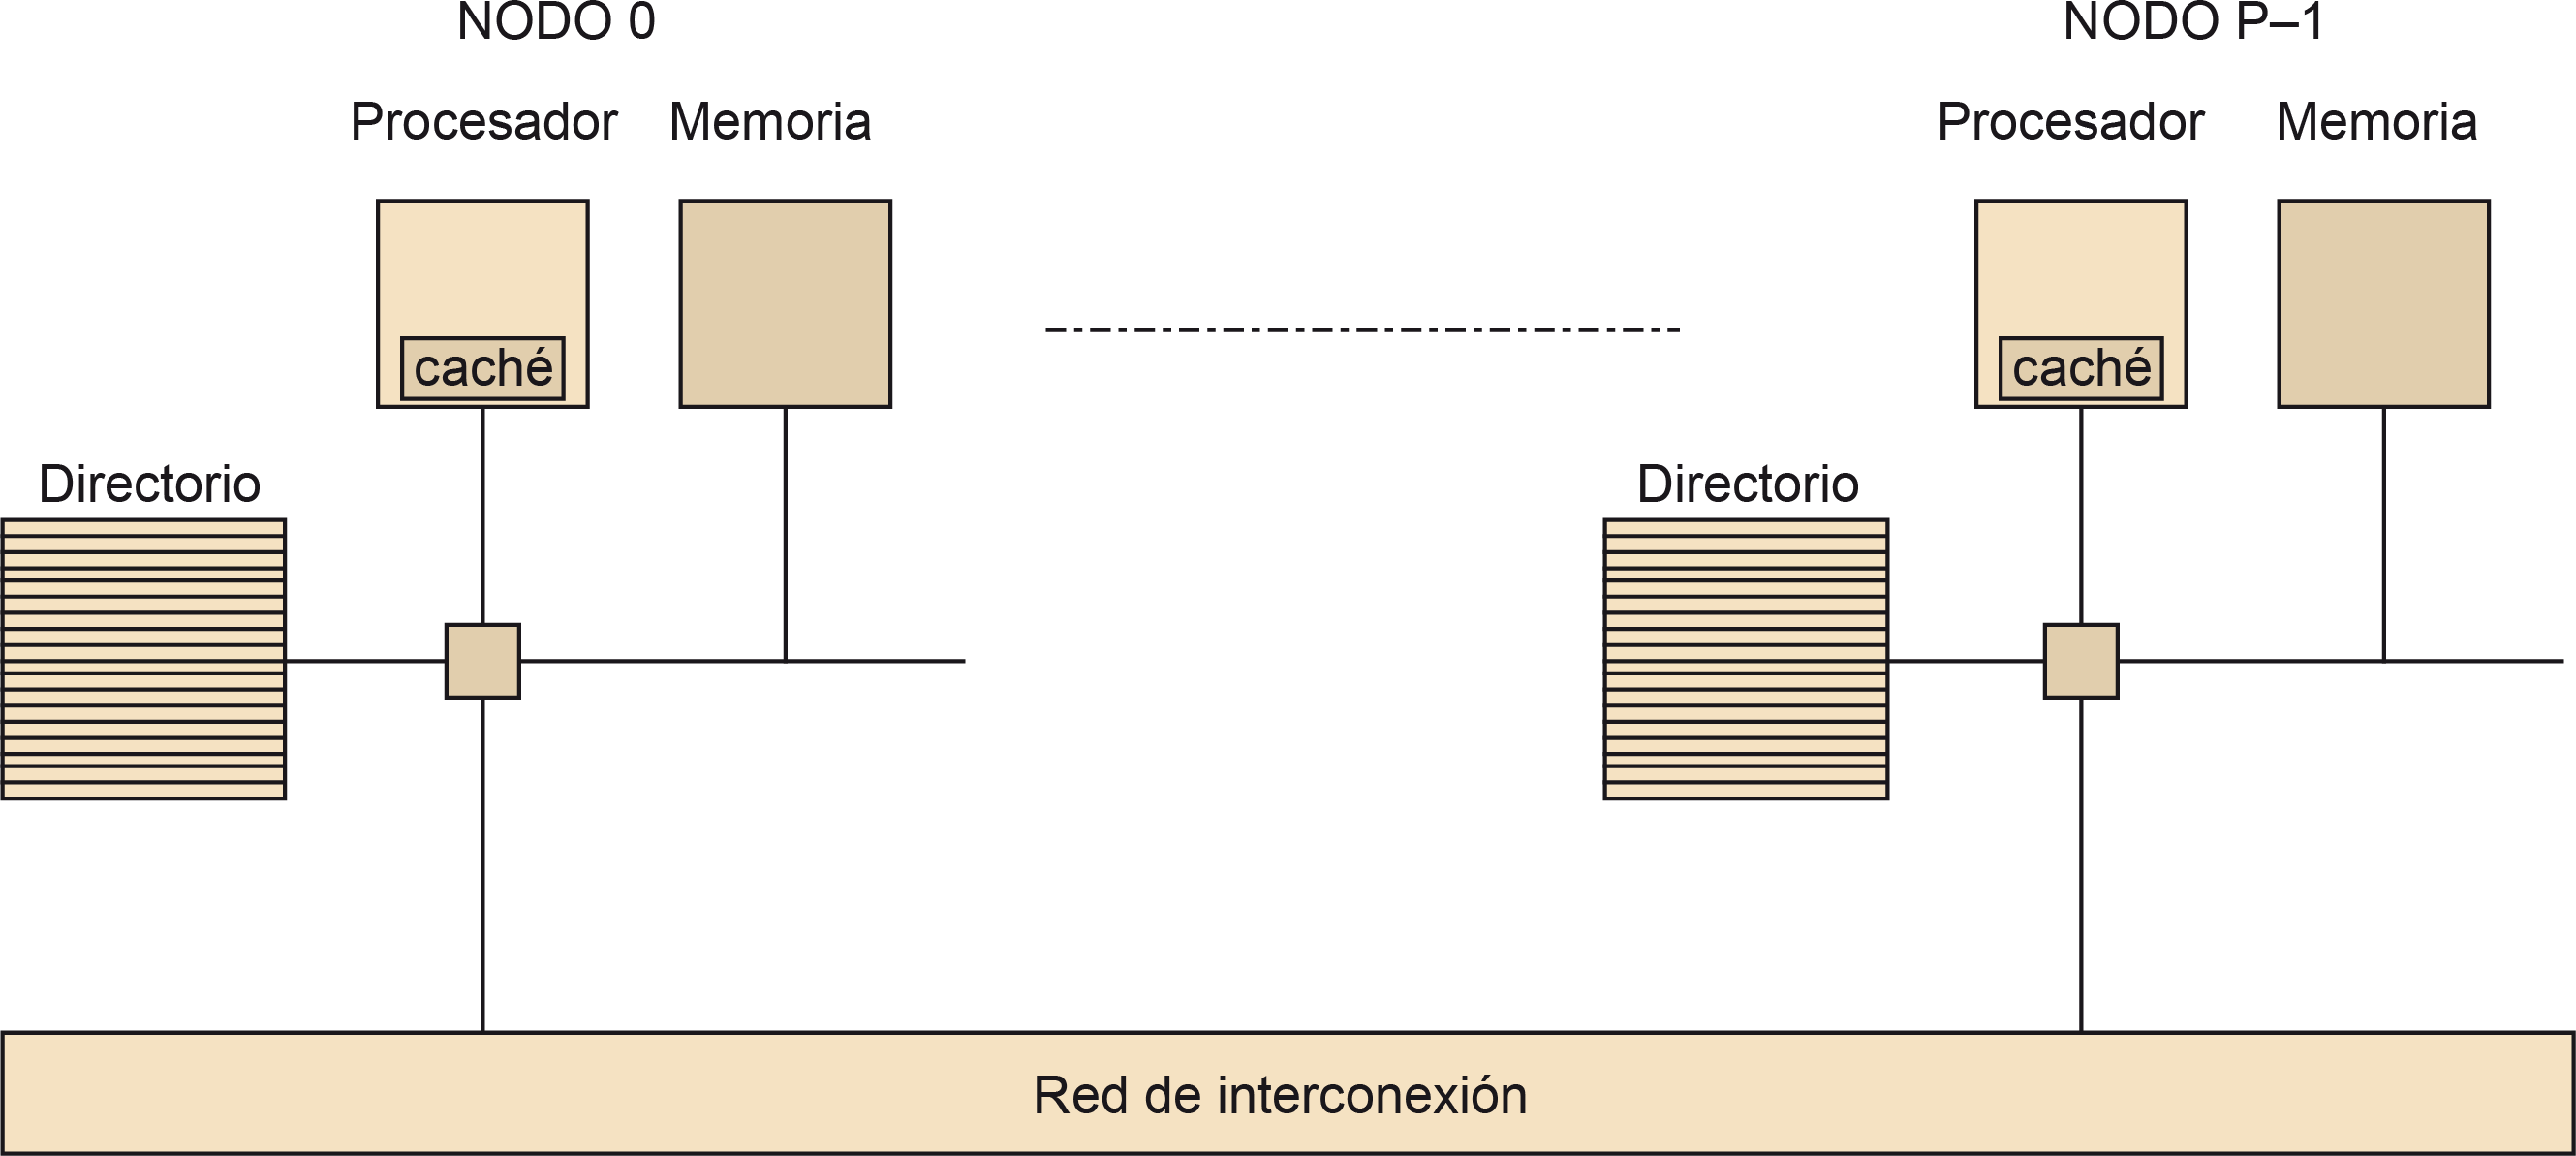 NODO 0
Procesador
Memoria
caché
Directorio
NODO P–1
Procesador
Memoria
caché
Directorio
Red de interconexión